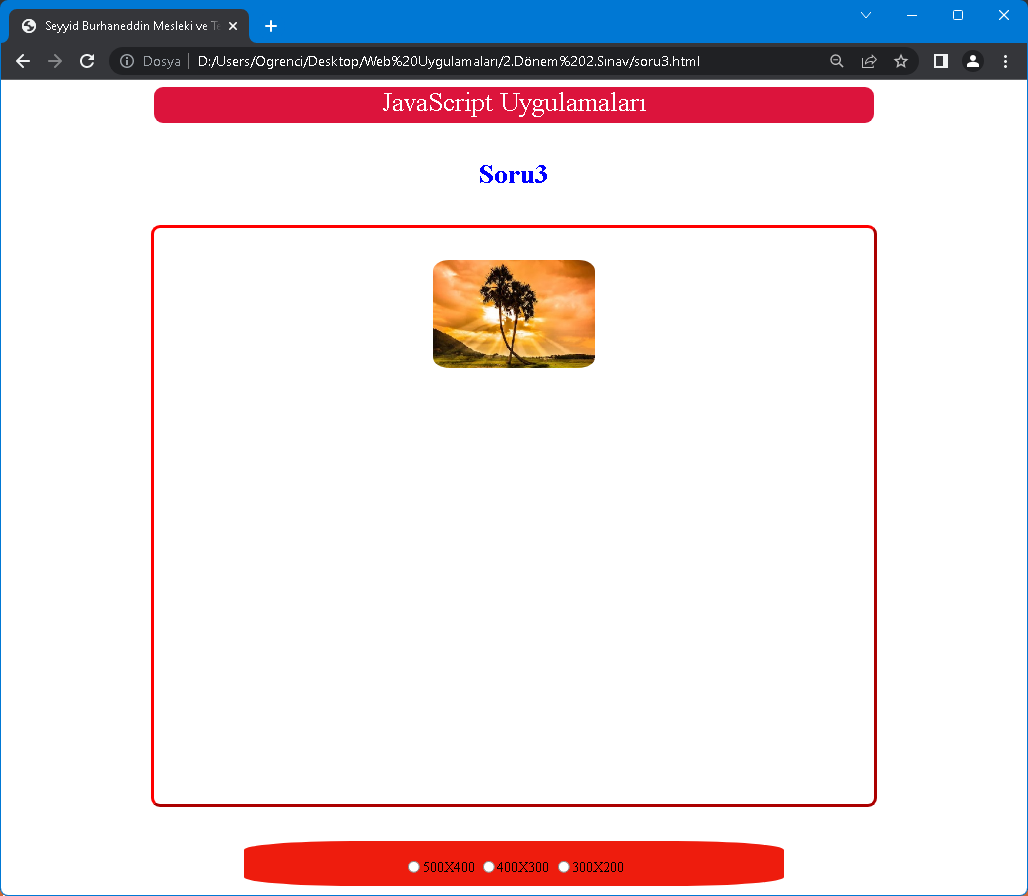 Seyyid Burhaneddin Mesleki ve Te
Dosya D:/Users/Ogrenci/Desktop/Web%20Uygulamaları/2.Dönem%202.Sınav/soru3.html
JavaScript Uygulamaları
Soru3
500X400 400X300 300X200